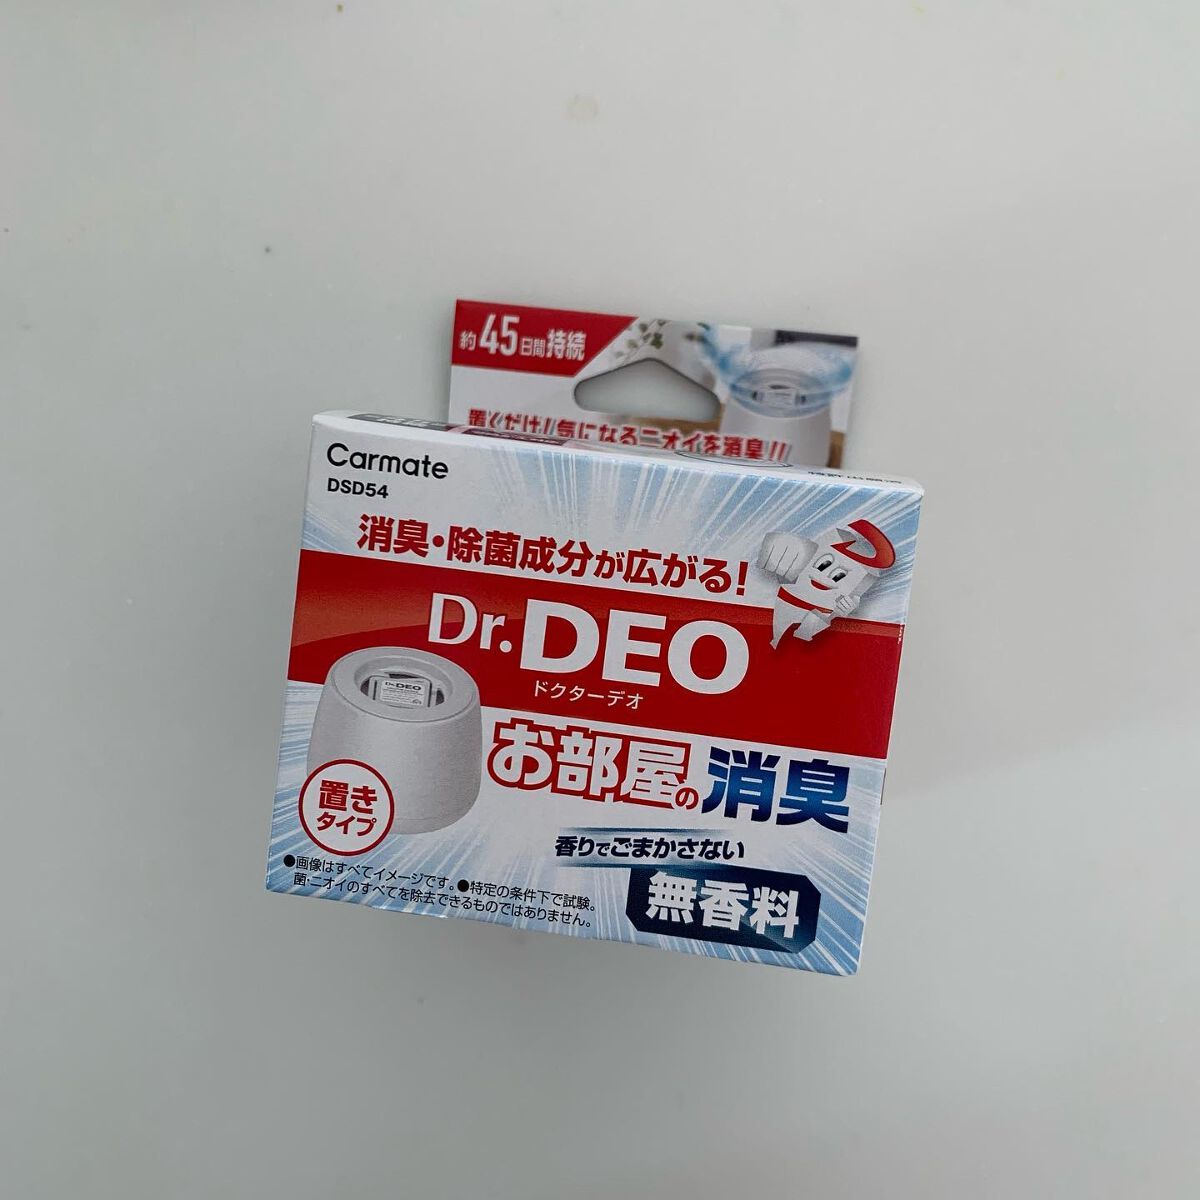 約45日間持続
置くだけ!気になるニオイを消臭!!
Carmate
DSD54
消臭・除菌成分が広がる!
Dr.DEO
ドクターデオ
Dr.DEO
お部屋の消臭
置き
タイプ
香りでごまかさない
無香料
●画像はすべてイメージです。●特定の条件下で試験。
菌・ニオイのすべてを除去できるものではありません。